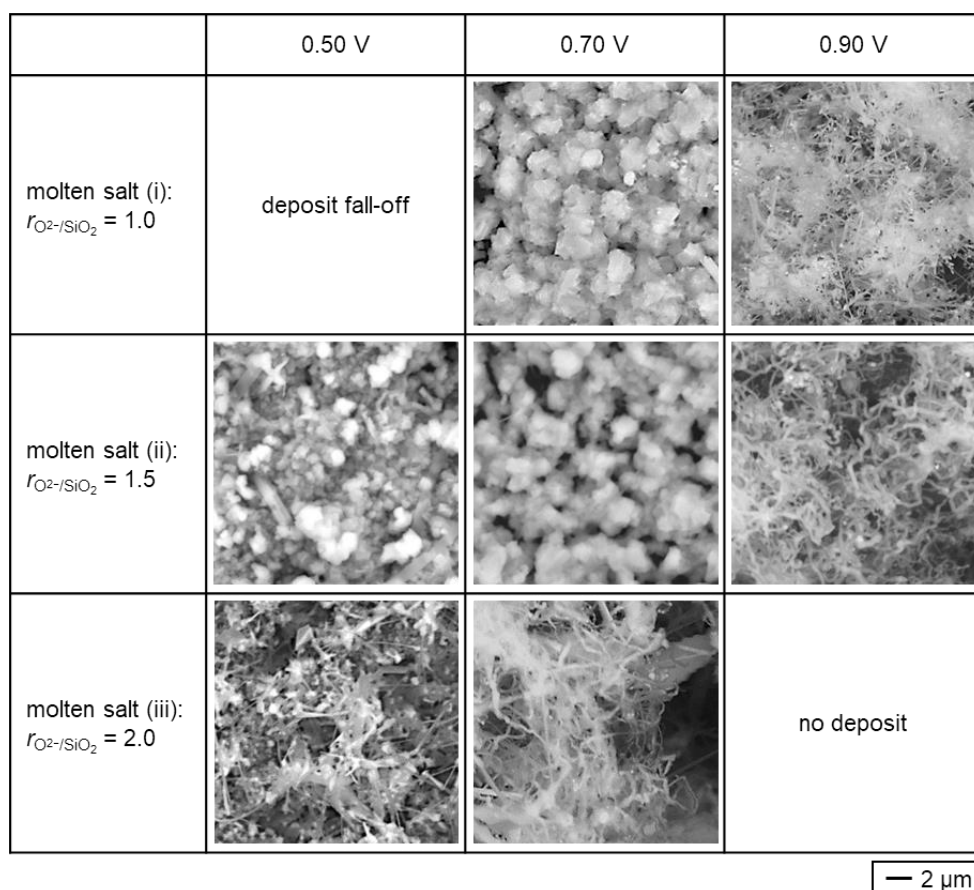 0.50 V
0.70 V
0.90 V
molten salt (i):
rO2-/SiO2 = 1.0
deposit fall-off
molten salt (ii):
rO2-/SiO2 = 1.5
molten salt (iii):
rO2-/SiO2 = 2.0
no deposit
2 μm